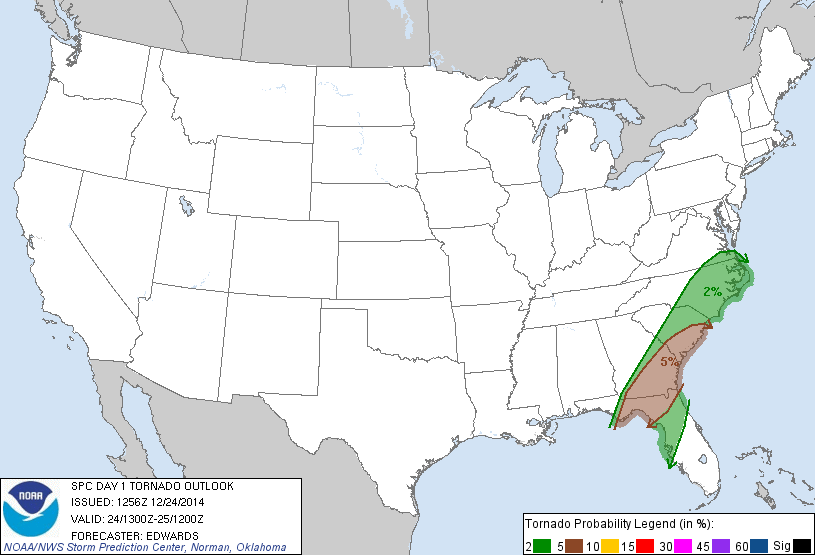 2%
5%
NOAA
SPC DAY 1 TORNADO OUTLOOK
ISSUED: 1256Z 12/24/2014
VALID: 24/1300Z-25/1200Z
FORECASTER: EDWARDS
NOAA/NWS Storm Prediction Center, Norman, Oklahoma
Tornado Probability Legend (in %):
2 5 10 15 30 45 60 Sig